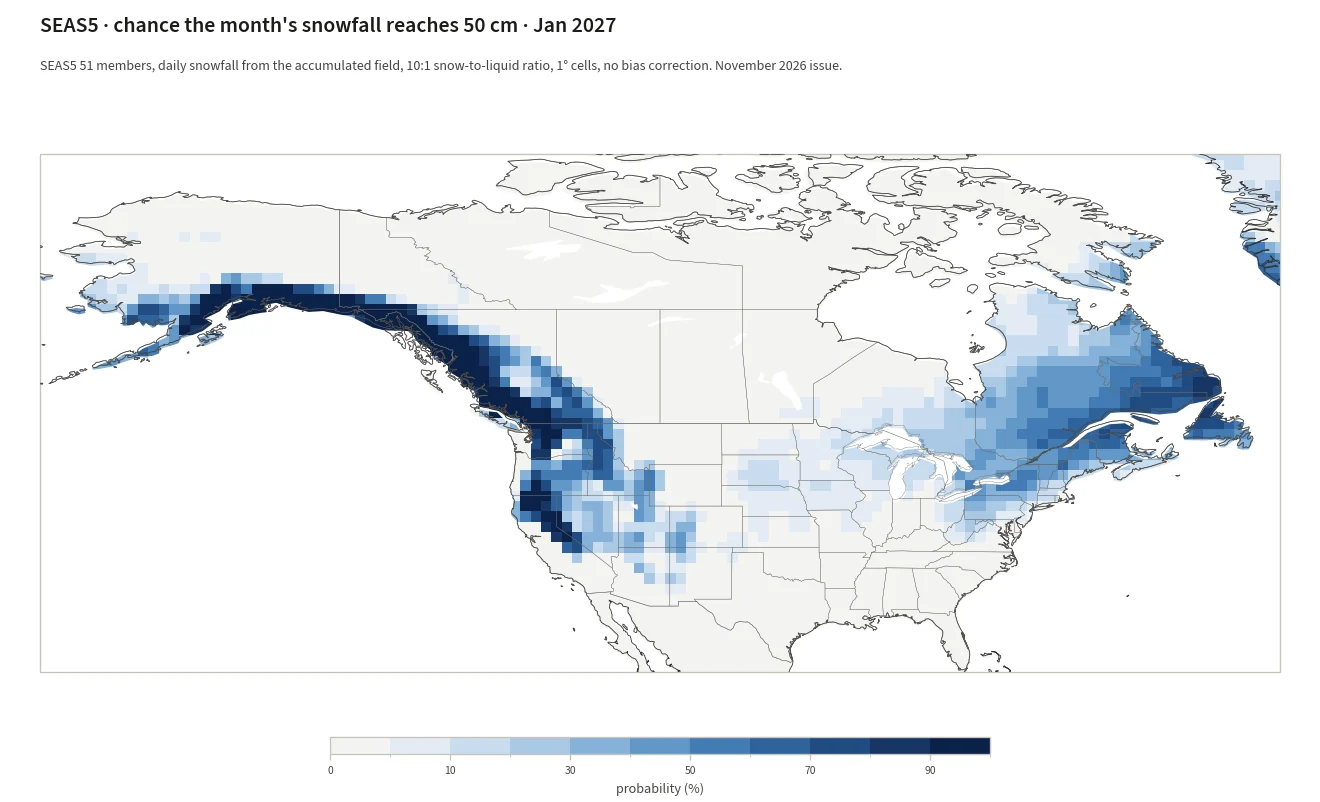 SEAS5 · chance the month's snowfall reaches 50 cm · Jan 2027
SEAS5 51 members, daily snowfall from the accumulated field, 10:1 snow-to-liquid ratio, 1° cells, no bias correction. November 2026 issue.
0 10 30 50 70 90
probability (%)